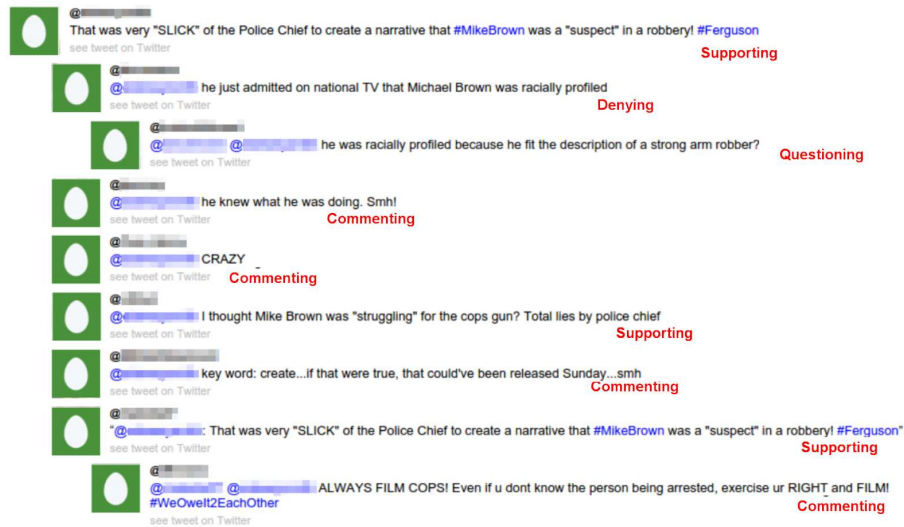 @
That was very "SLICK" of the Police Chief to create a narrative that #MikeBrown was a "suspect" in a robbery! #Ferguson
see tweet on Twitter
Supporting
@
@ he just admitted on national TV that Michael Brown was racially profiled
see tweet on Twitter
Denying
@
@ @ he was racially profiled because he fit the description of a strong arm robber?
see tweet on Twitter
Questioning
@
@ he knew what he was doing. Smh!
see tweet on Twitter
Commenting
@
@ CRAZY
see tweet on Twitter
Commenting
@
@ I thought Mike Brown was "struggling" for the cops gun? Total lies by police chief
see tweet on Twitter
Supporting
@
@ key word: create...if that were true, that could've been released Sunday...smh
see tweet on Twitter
Commenting
@
"@: That was very "SLICK" of the Police Chief to create a narrative that #MikeBrown was a "suspect" in a robbery! #Ferguson"
see tweet on Twitter
Supporting
@
@ @ ALWAYS FILM COPS! Even if u dont know the person being arrested, exercise ur RIGHT and FILM!
#WeOweIt2EachOther
see tweet on Twitter
Commenting